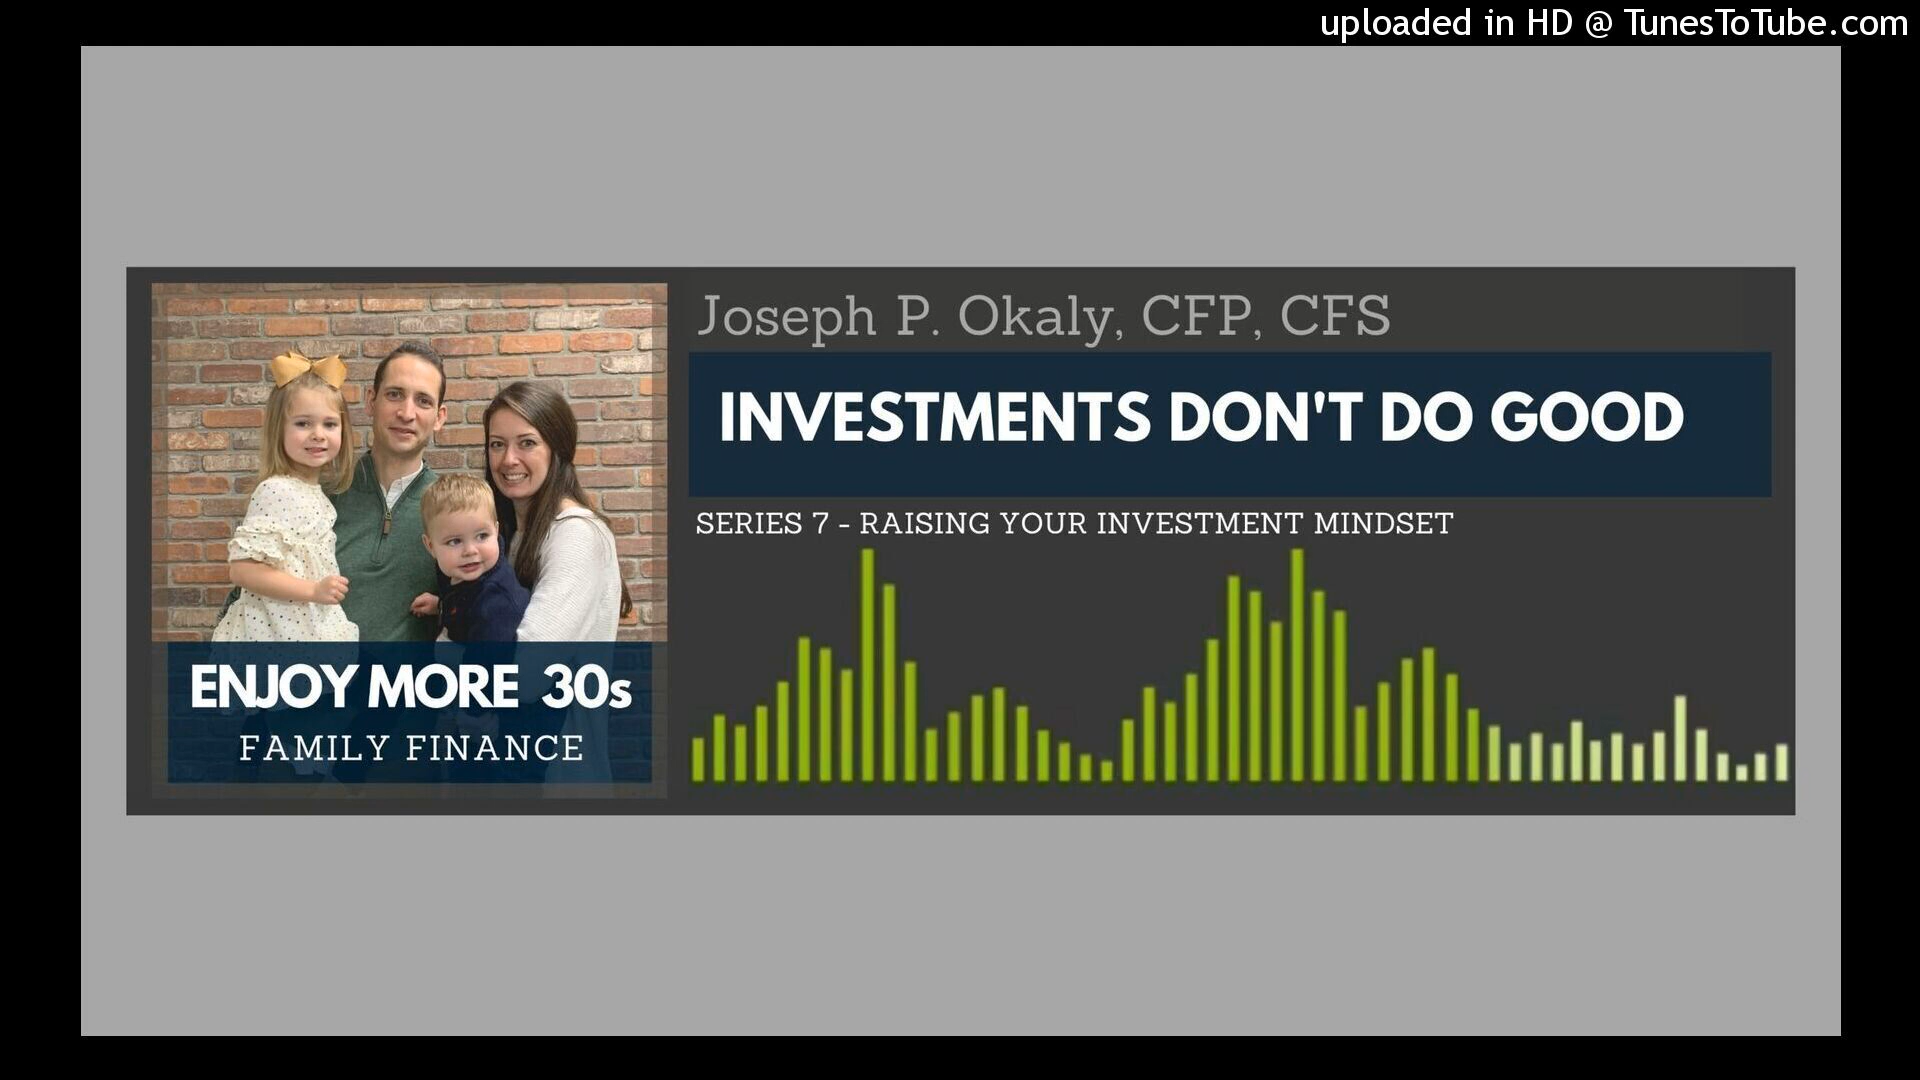 uploaded in HD @ TunesToTube.com
Joseph P. Okaly, CFP, CFS
INVESTMENTS DON'T DO GOOD
SERIES 7 - RAISING YOUR INVESTMENT MINDSET
ENJOY MORE 30s
FAMILY FINANCE